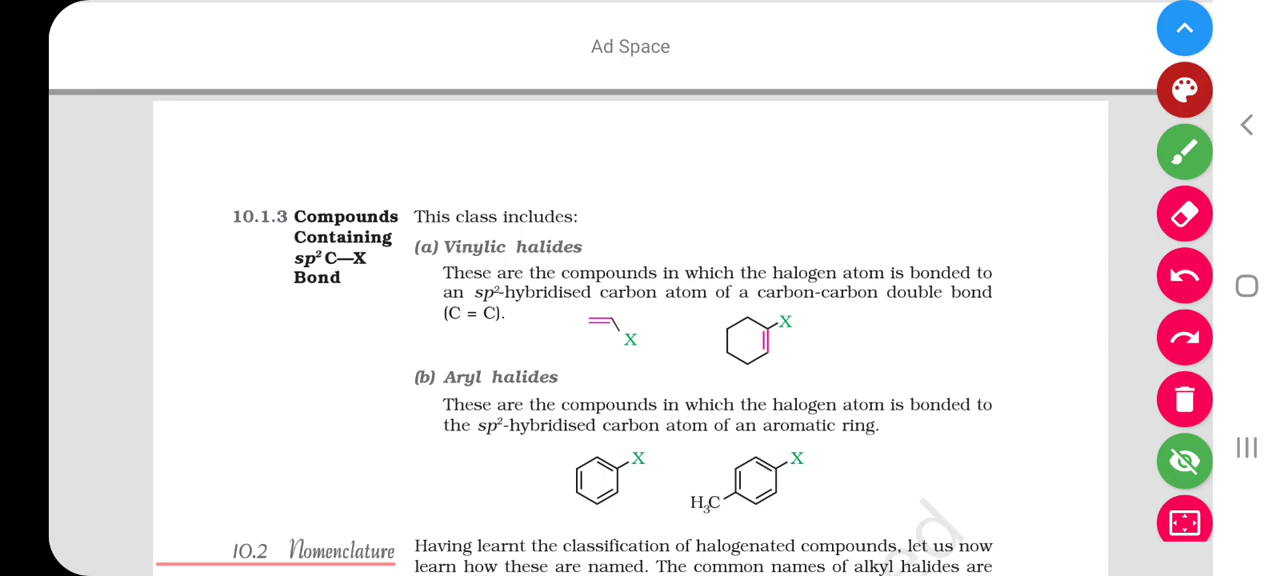 Ad Space
10.1.3 Compounds Containing sp² C—X Bond
This class includes:
(a) Vinylic halides
These are the compounds in which the halogen atom is bonded to
an sp²-hybridised carbon atom of a carbon-carbon double bond
(C = C).
X
X
(b) Aryl halides
These are the compounds in which the halogen atom is bonded to
the sp²-hybridised carbon atom of an aromatic ring.
X
X
H₃C
10.2 Nomenclature
Having learnt the classification of halogenated compounds, let us now
learn how these are named. The common names of alkyl halides are